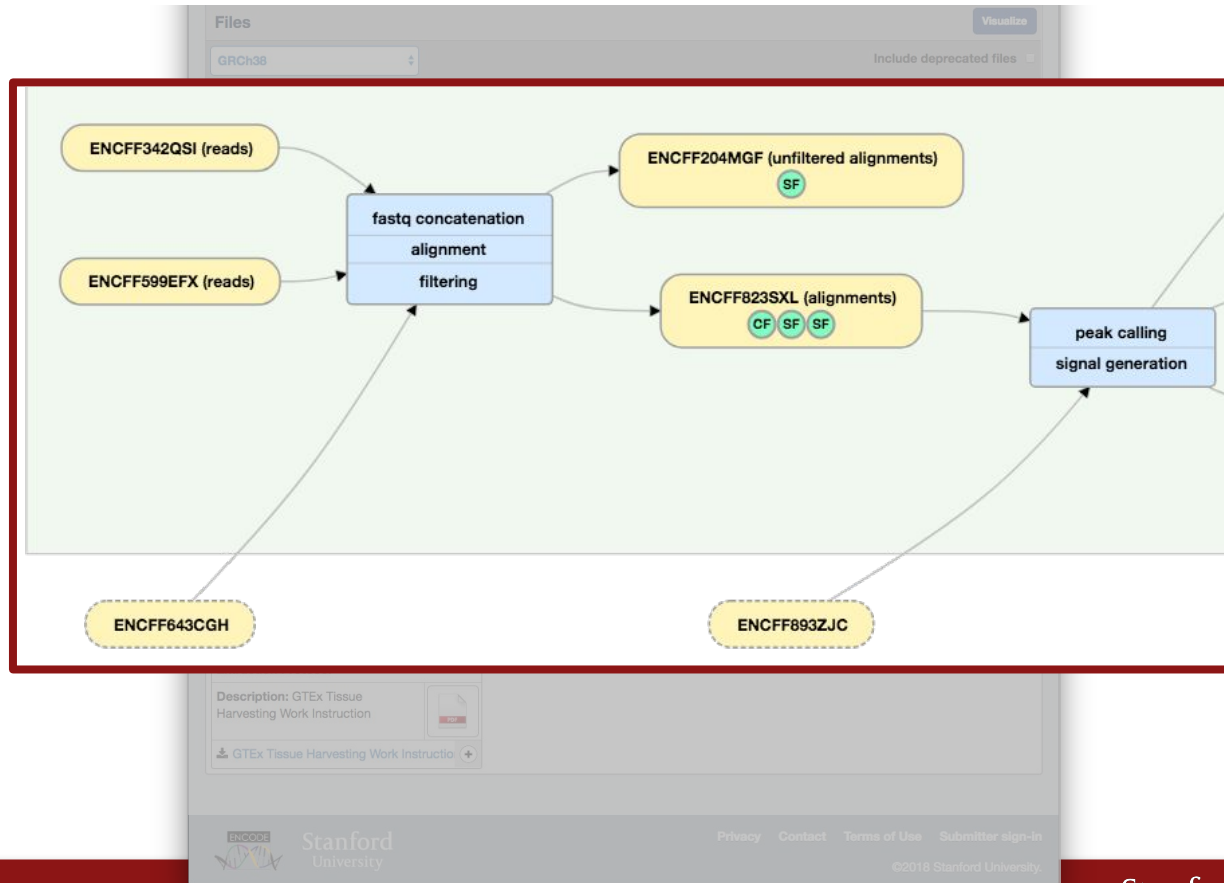 Files
Visualize
GRCh38
Include deprecated files
ENCFF342QSI (reads)
ENCFF204MGF (unfiltered alignments)
SF
fastq concatenation
alignment
filtering
ENCFF599EFX (reads)
ENCFF823SXL (alignments)
CF SF SF
peak calling
signal generation
ENCFF643CGH
ENCFF893ZJC
Description: GTEx Tissue
Harvesting Work Instruction
PDF
GTEx Tissue Harvesting Work Instructio
ENCODE
Stanford
University
Privacy Contact Terms of Use Submitter sign-in
©2018 Stanford University.